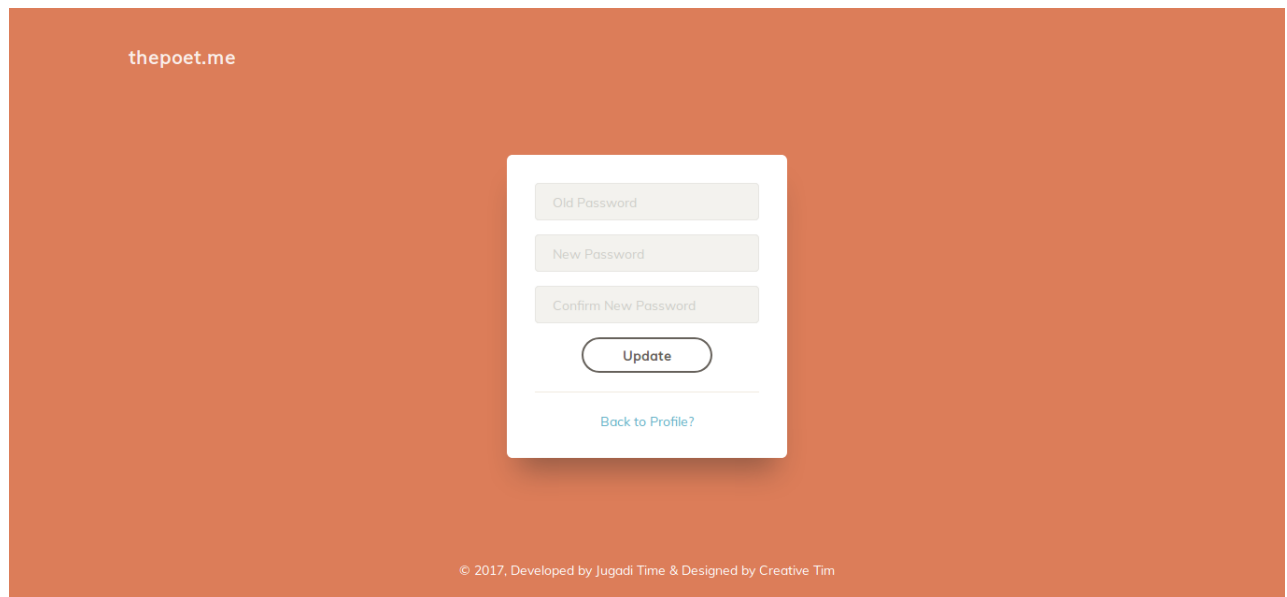 thepoet.me
Old Password
New Password
Confirm New Password
Update
Back to Profile?
© 2017, Developed by Jugadi Time & Designed by Creative Tim